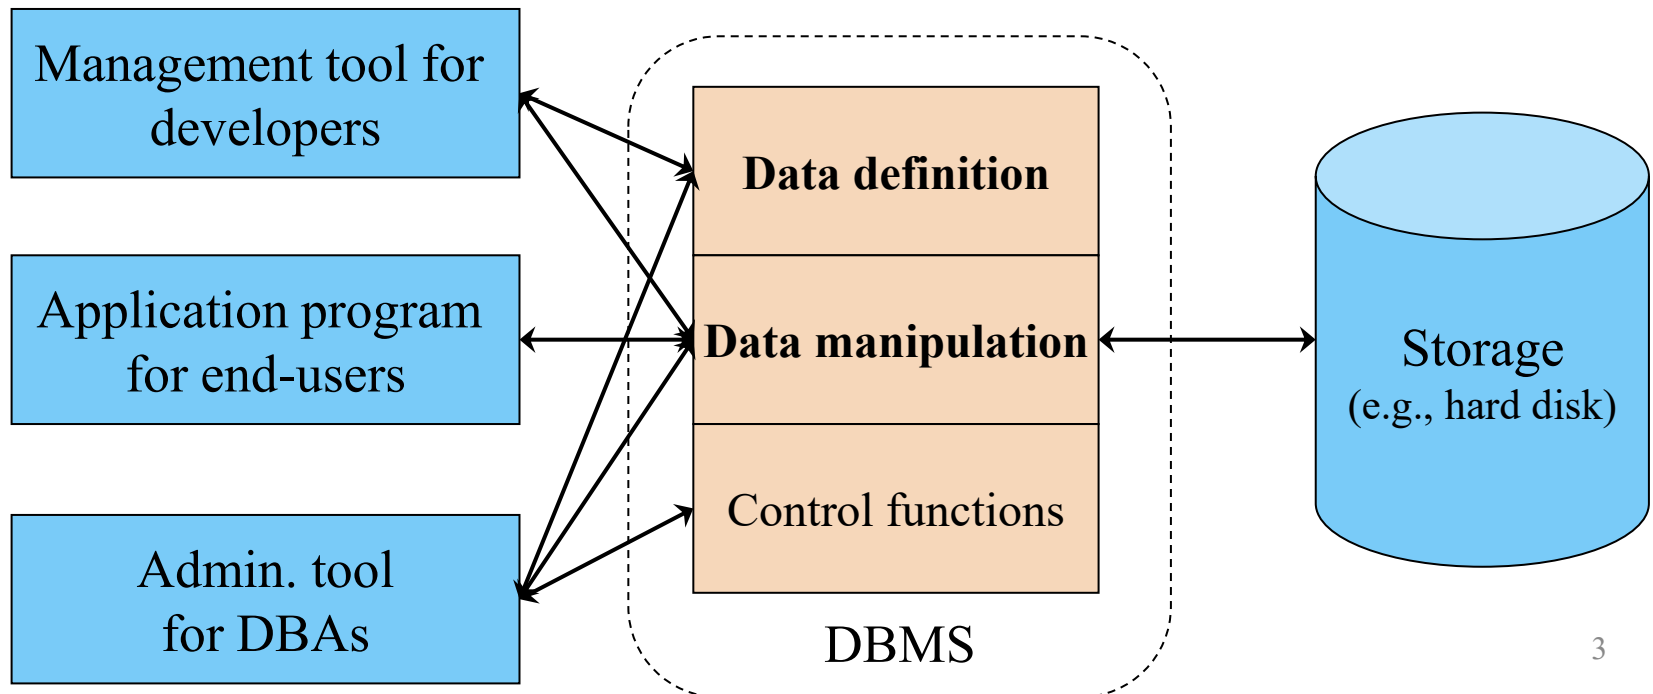 Management tool for
developers
Application program
for end-users
Admin. tool
for DBAs
Data definition
Data manipulation
Control functions
DBMS
Storage
(e.g., hard disk)
3